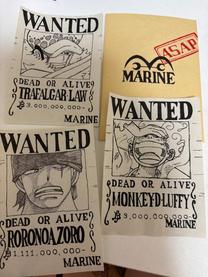 WANTED
DEAD OR ALIVE
TRAFALGAR·LAW
฿3,000,000,000-
MARINE
ASAP
MARINE
WANTED
DEAD OR ALIVE
RORONOA ZORO
฿1,111,000,000-
MARINE
WANTED
DEAD OR ALIVE
MONKEY·D·LUFFY
฿3,000,000,000-
MARINE